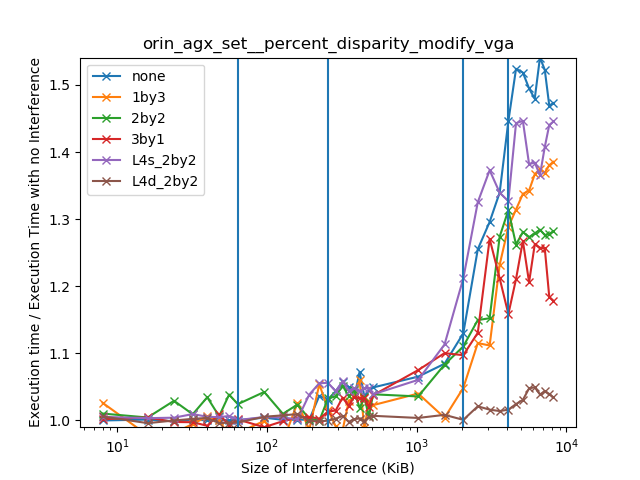 orin_agx_set__percent_disparity_modify_vga
Execution time / Execution Time with no Interference
1.5
1.4
1.3
1.2
1.1
1.0
none
1by3
2by2
3by1
L4s_2by2
L4d_2by2
10¹
10²
10³
10⁴
Size of Interference (KiB)